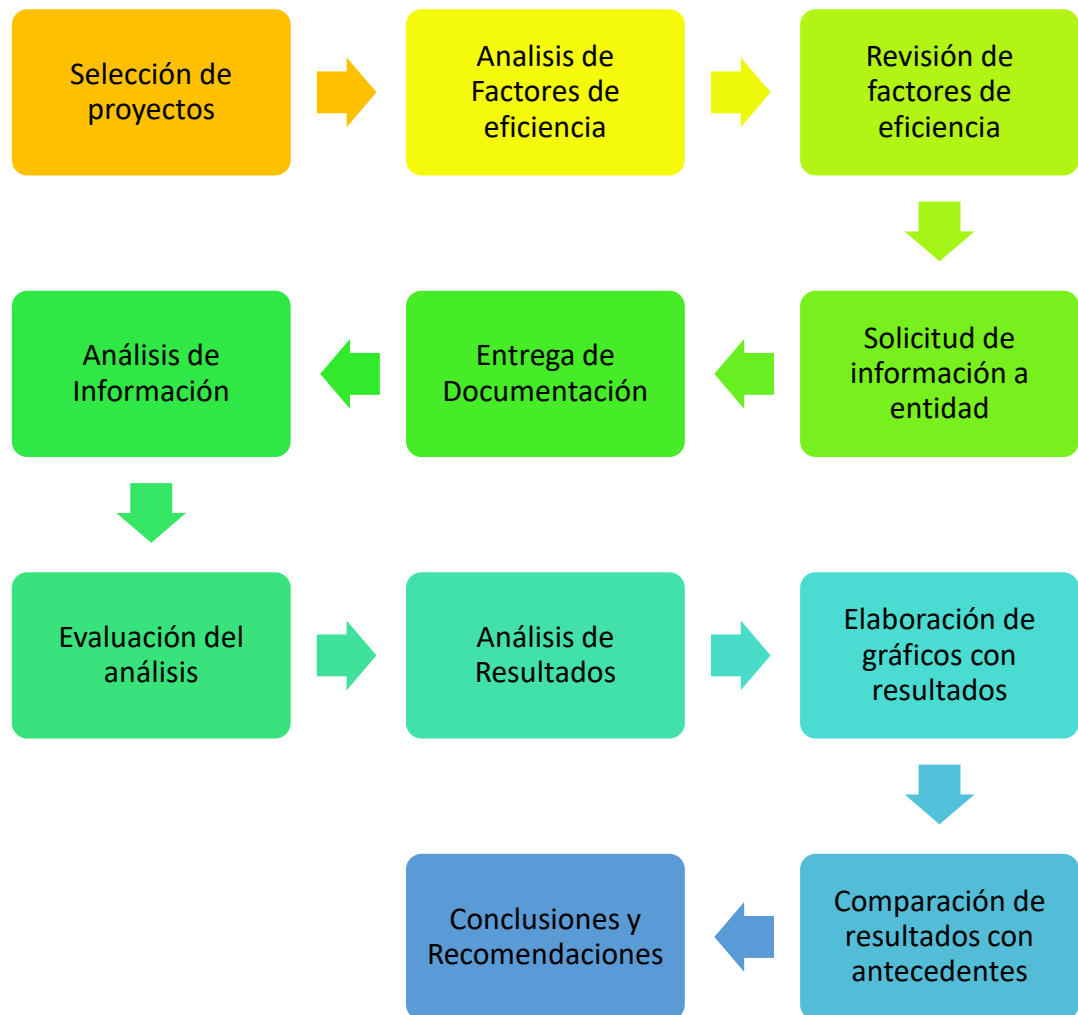 Selección de
proyectos
Analisis de
Factores de
eficiencia
Revisión de
factores de
eficiencia
Solicitud de
información a
entidad
Entrega de
Documentación
Análisis de
Información
Evaluación del
análisis
Análisis de
Resultados
Elaboración de
gráficos con
resultados
Comparación de
resultados con
antecedentes
Conclusiones y
Recomendaciones